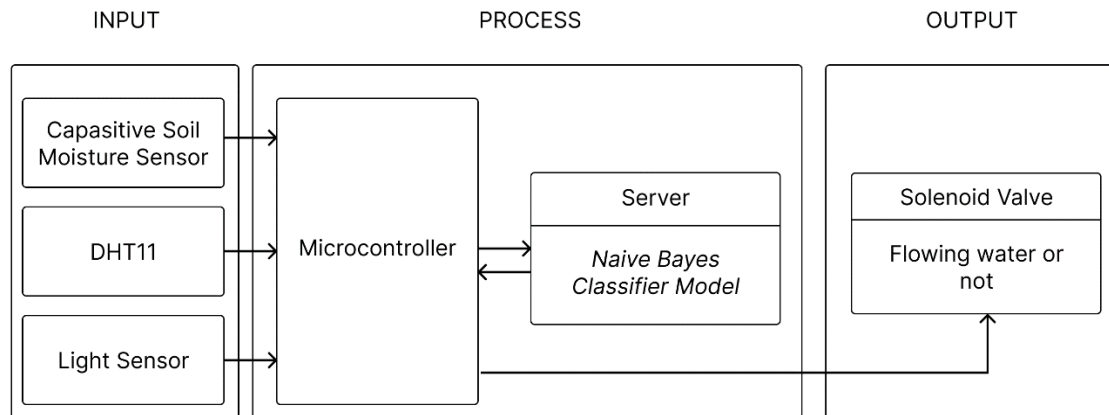 INPUT
PROCESS
OUTPUT
Capasitive Soil
Moisture Sensor
DHT11
Light Sensor
Microcontroller
Server
Naive Bayes
Classifier Model
Solenoid Valve
Flowing water or
not